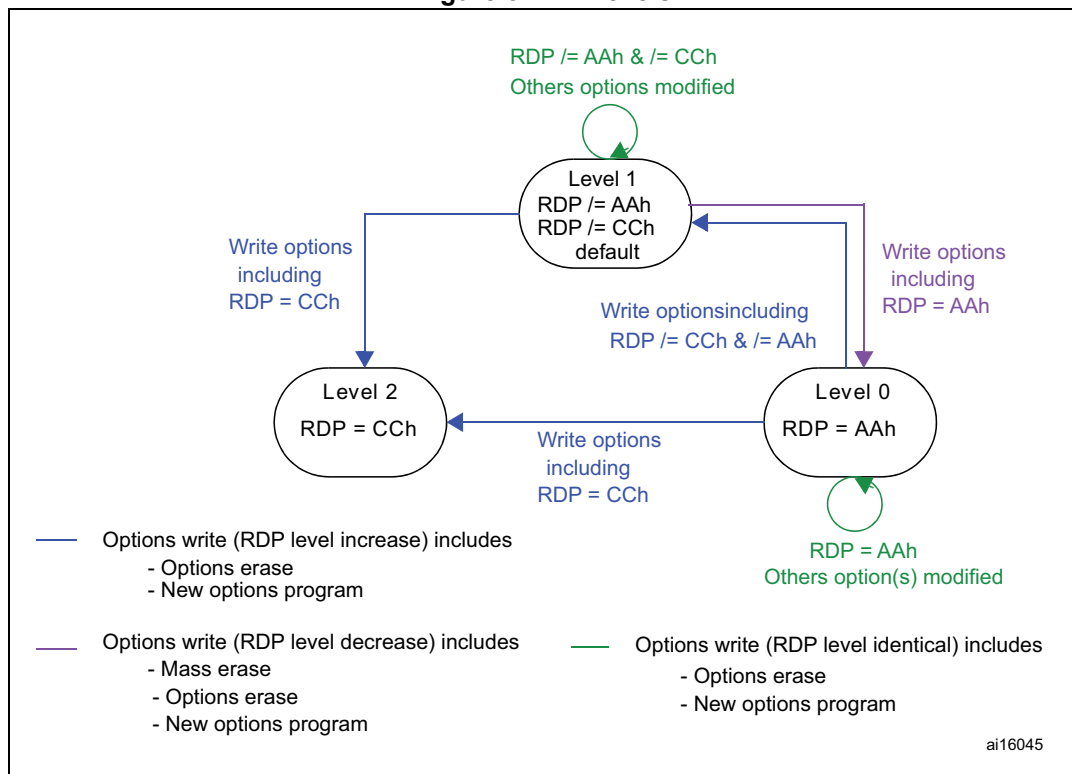 RDP /= AAh & /= CCh
Others options modified
Level 1
RDP /= AAh
RDP /= CCh
default
Write options
including
RDP = CCh
Write options
including
RDP = AAh
Write optionsincluding
RDP /= CCh & /= AAh
Level 2
RDP = CCh
Level 0
RDP = AAh
Write options
including
RDP = CCh
RDP = AAh
Others option(s) modified
Options write (RDP level increase) includes
- Options erase
- New options program
Options write (RDP level decrease) includes
- Mass erase
- Options erase
- New options program
Options write (RDP level identical) includes
- Options erase
- New options program
ai16045